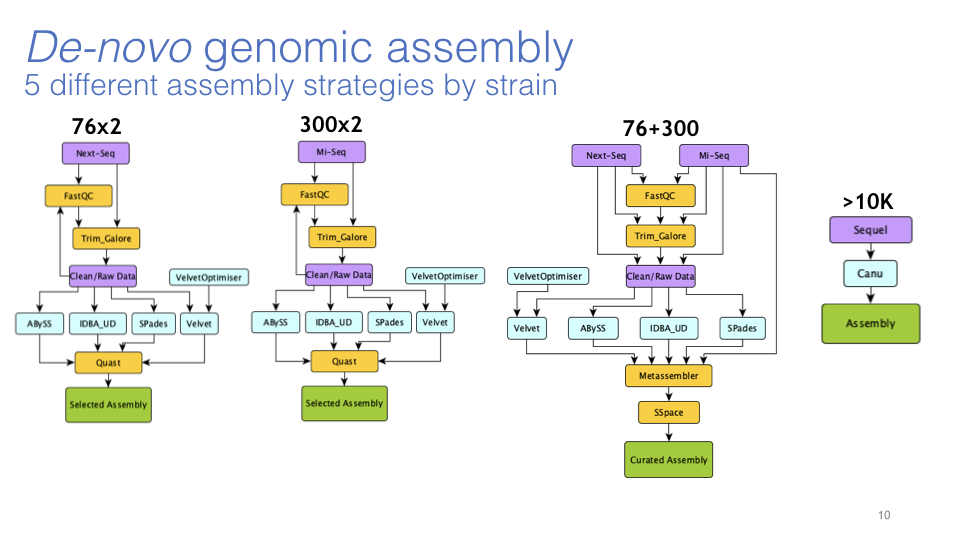 De-novo genomic assembly
5 different assembly strategies by strain
76x2
Next-Seq
FastQC
Trim_Galore
Clean/Raw Data
VelvetOptimiser
ABySS
IDBA_UD
SPades
Velvet
Quast
Selected Assembly
300x2
Mi-Seq
FastQC
Trim_Galore
Clean/Raw Data
VelvetOptimiser
ABySS
IDBA_UD
SPades
Velvet
Quast
Selected Assembly
76+300
Next-Seq
Mi-Seq
FastQC
Trim_Galore
VelvetOptimiser
Clean/Raw Data
Velvet
ABySS
IDBA_UD
SPades
Metassembler
SSpace
Curated Assembly
>10K
Sequel
Canu
Assembly
10